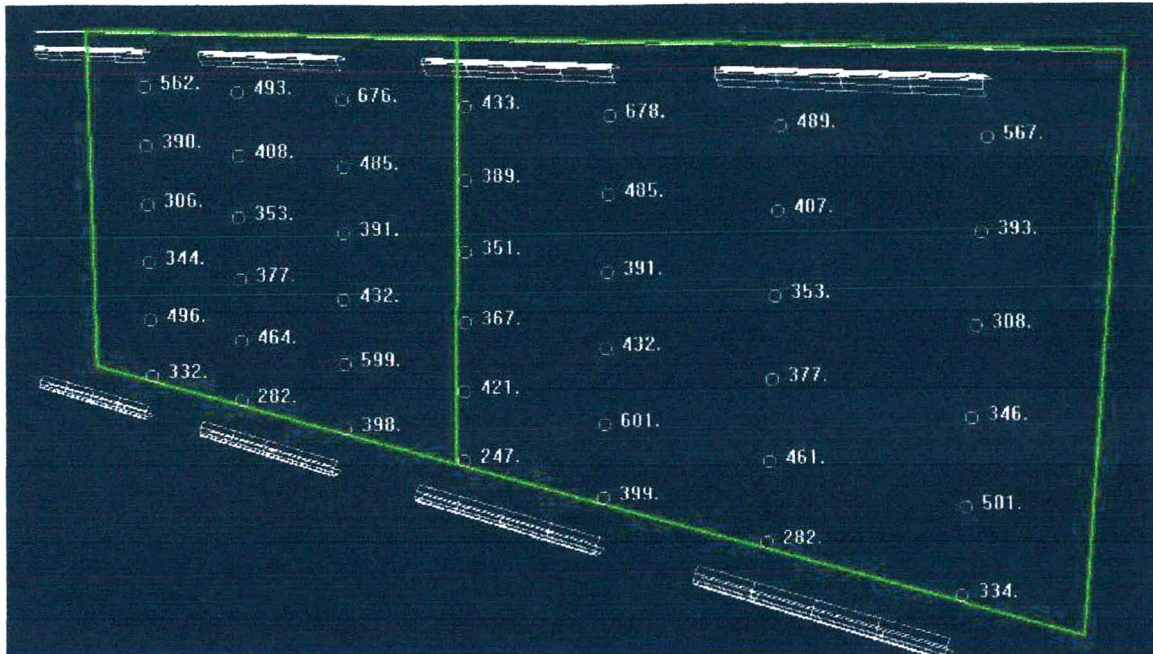 562. 493. 676. 433. 678. 489. 567.
390. 408. 485. 389. 485. 407. 393.
306. 353. 391. 351. 391. 353. 308.
344. 377. 432. 367. 432. 377. 346.
496. 464. 599. 421. 601. 461. 501.
332. 282. 398. 247. 399. 282. 334.